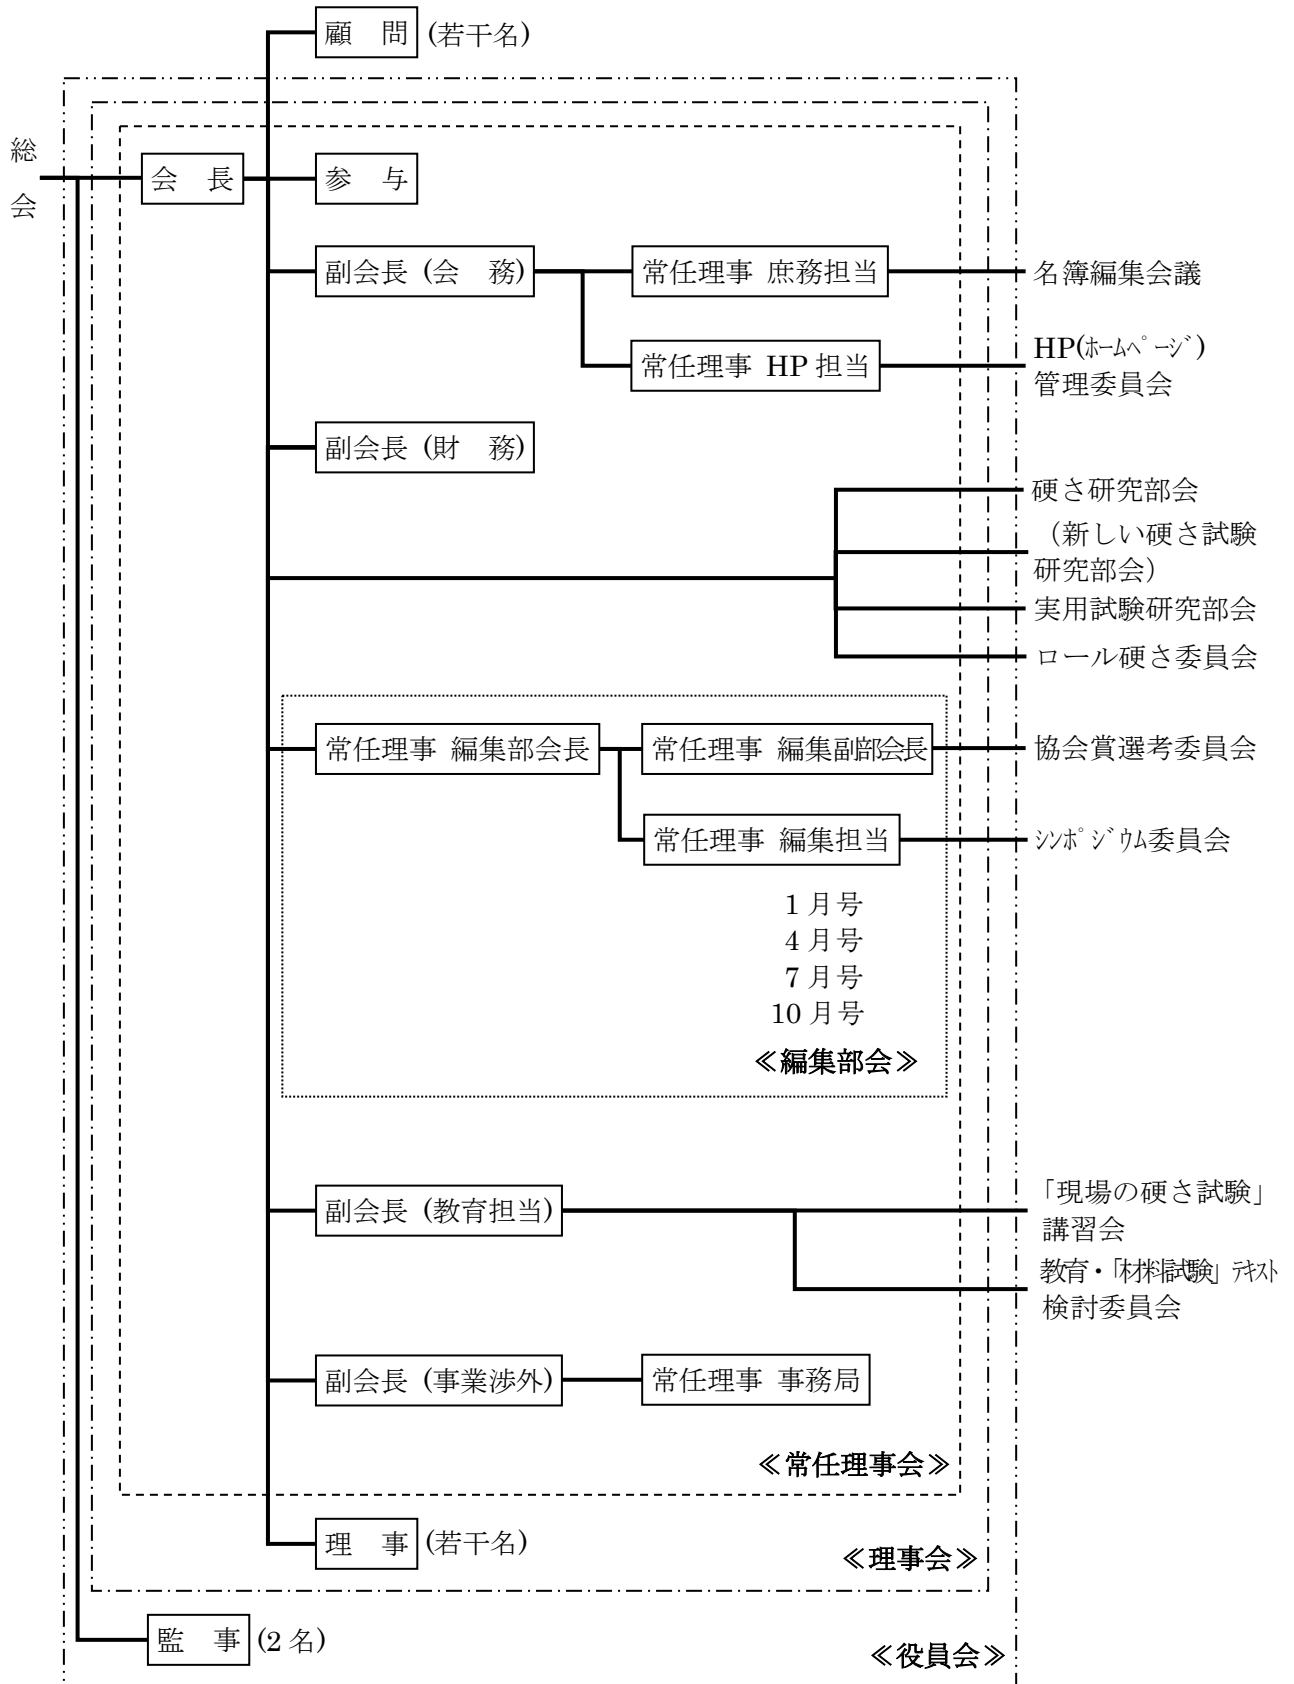 顧　問 (若干名)
総
会
会　長
参　与
副会長 (会　務)
常任理事 庶務担当
名簿編集会議
常任理事 HP 担当
HP(ﾎｰﾑﾍﾟｰｼﾞ)
管理委員会
副会長 (財　務)
硬さ研究部会
（新しい硬さ試験
研究部会）
実用試験研究部会
ロール硬さ委員会
常任理事 編集部会長
常任理事 編集副部会長
協会賞選考委員会
常任理事 編集担当
ｼﾝﾎﾟｼﾞｳﾑ委員会
1 月号
4 月号
7 月号
10 月号
≪編集部会≫
副会長 (教育担当)
「現場の硬さ試験」
講習会
教育・「材料試験」ﾃｷｽﾄ
検討委員会
副会長 (事業渉外)
常任理事 事務局
≪常任理事会≫
理　事 (若干名)
≪理事会≫
監　事 (2 名)
≪役員会≫